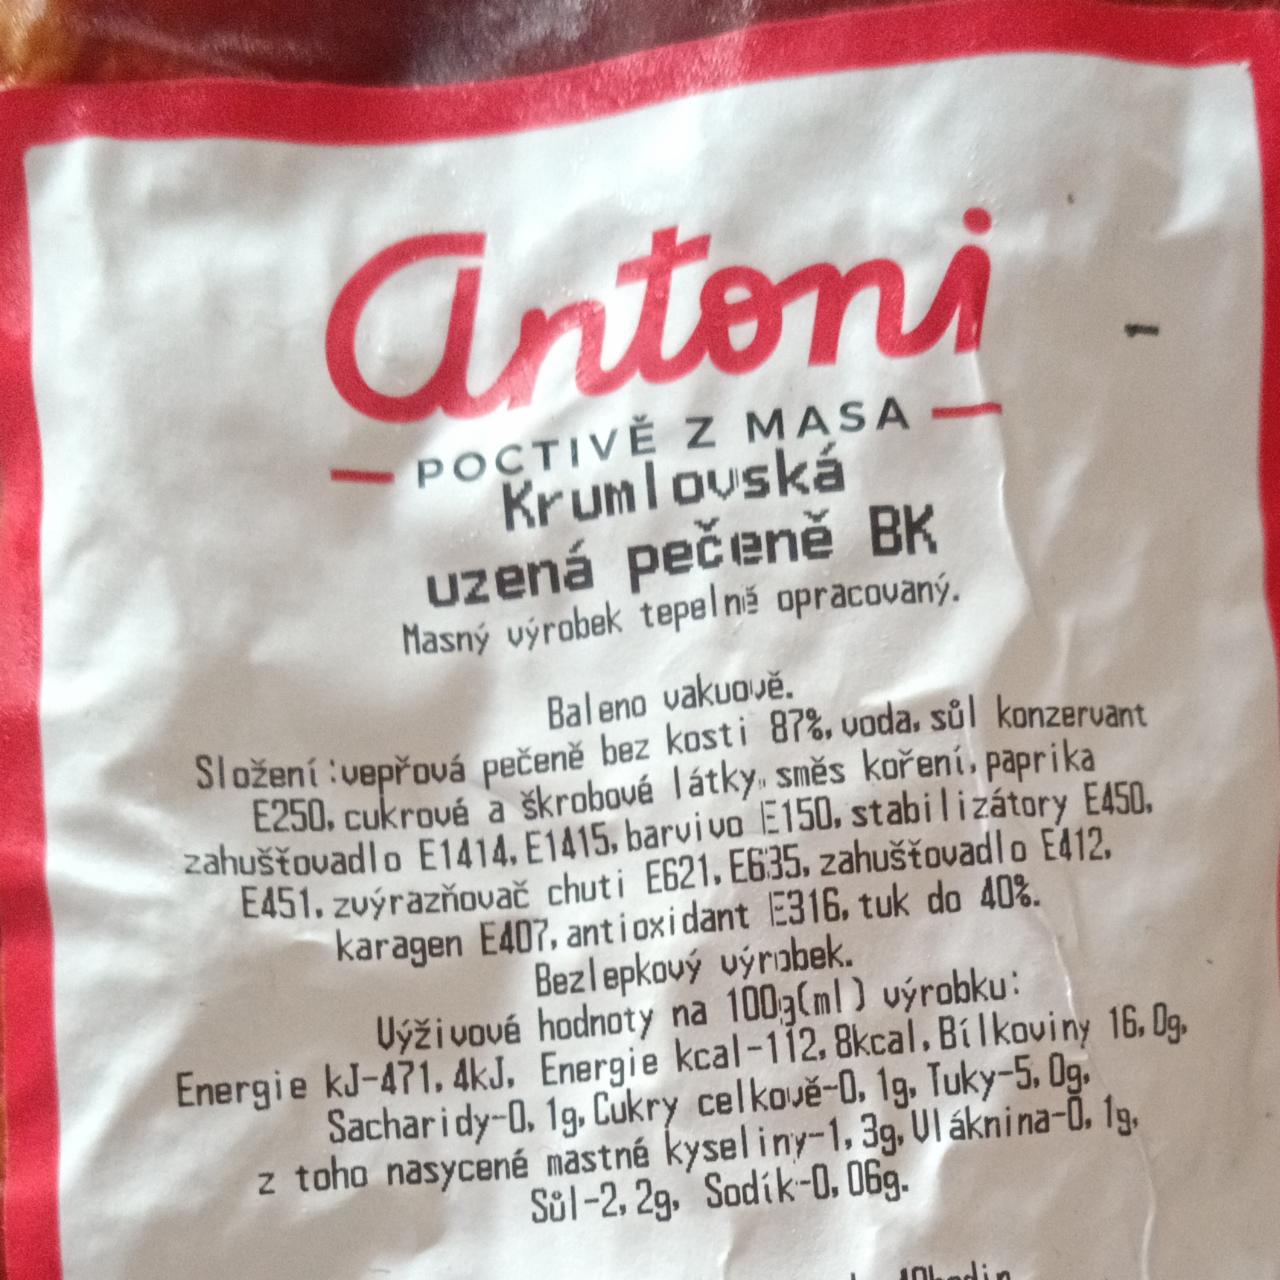 antoni
POCTIVĚ Z MASA
Krumlovská
uzená pečeně BK
Masný výrobek tepelně opracovaný.
Baleno vakuově.
Složení:vepřová pečeně bez kosti 87%, voda, sůl konzervant
E250, cukrové a škrobové látky, směs koření, paprika
zahušťovadlo E1414, E1415, barvivo E150, stabilizátory E450,
E451, zvýrazňovač chuti E621, E635, zahušťovadlo E412,
karagen E407, antioxidant E316, tuk do 40%.
Bezlepkový výrobek.
Výživové hodnoty na 100g(ml) výrobku:
Energie kJ-471,4kJ, Energie kcal-112,8kcal, Bílkoviny 16,0g,
Sacharidy-0,1g, Cukry celkově-0,1g, Tuky-5,0g,
z toho nasycené mastné kyseliny-1,3g, Vláknina-0,1g,
Sůl-2,2g, Sodík-0,06g.